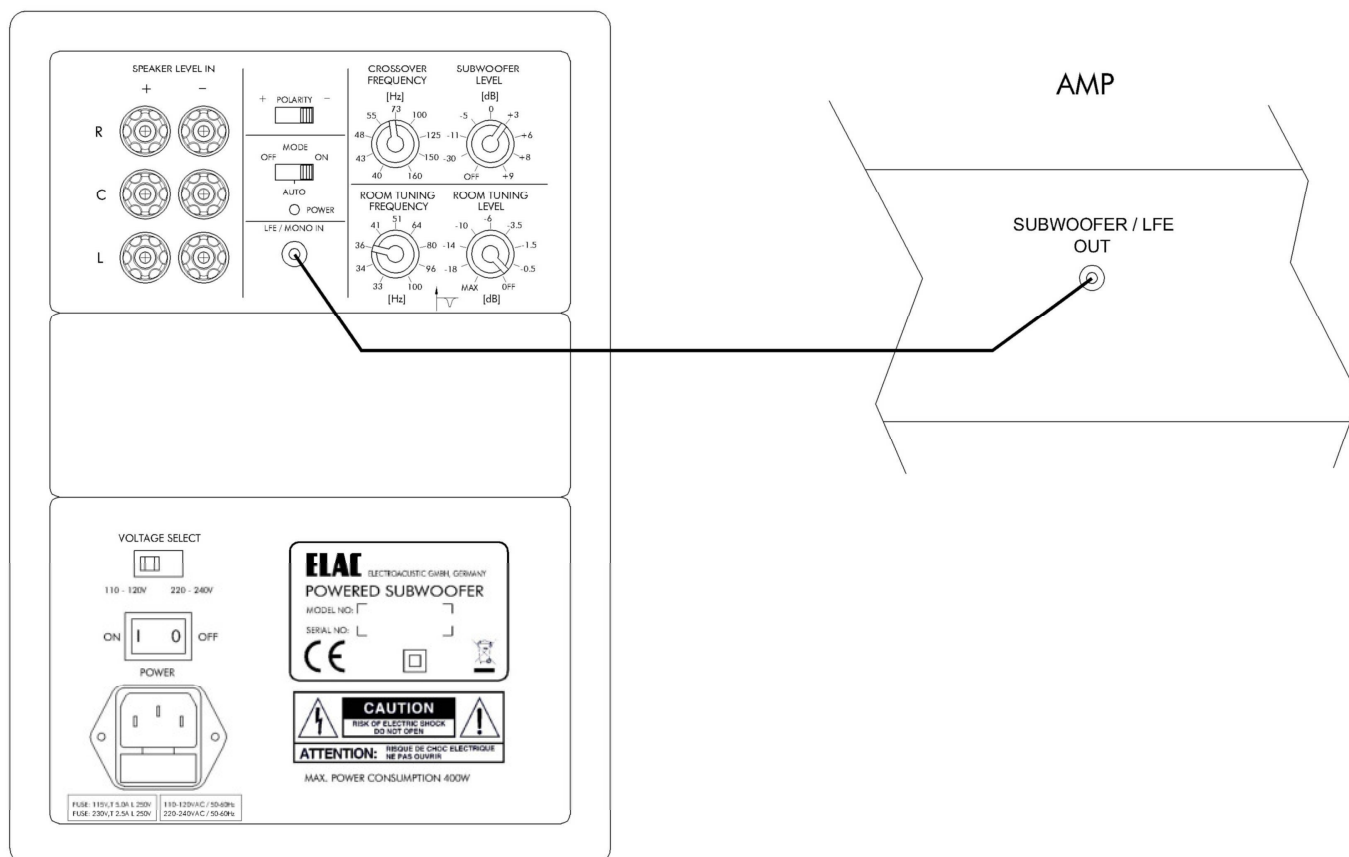 SPEAKER LEVEL IN
+ −
R
C
L
+ POLARITY −
MODE
OFF ON
AUTO
POWER
LFE / MONO IN
CROSSOVER
FREQUENCY
[Hz]
73
55 100
48 125
43 150
40 160
SUBWOOFER
LEVEL
[dB]
0
-5 +3
-11 +6
-30 +8
OFF +9
ROOM TUNING
FREQUENCY
51
41 64
36 80
34 96
33 100
[Hz]
ROOM TUNING
LEVEL
-6
-10 -3.5
-14 -1.5
-18 -0.5
MAX OFF
[dB]
AMP
SUBWOOFER / LFE
OUT
VOLTAGE SELECT
110 - 120V 220 - 240V
ON I 0 OFF
POWER
FUSE: 115V,T 5.0A L 250V
FUSE: 230V,T 2.5A L 250V
110-120VAC / 50-60Hz
220-240VAC / 50-60Hz
ELAC ELECTROACUSTIC GMBH, GERMANY
POWERED SUBWOOFER
MODEL NO:
SERIAL NO:
CE
CAUTION
RISK OF ELECTRIC SHOCK
DO NOT OPEN
ATTENTION: RISQUE DE CHOC ELECTRIQUE
NE PAS OUVRIR
MAX. POWER CONSUMPTION 400W